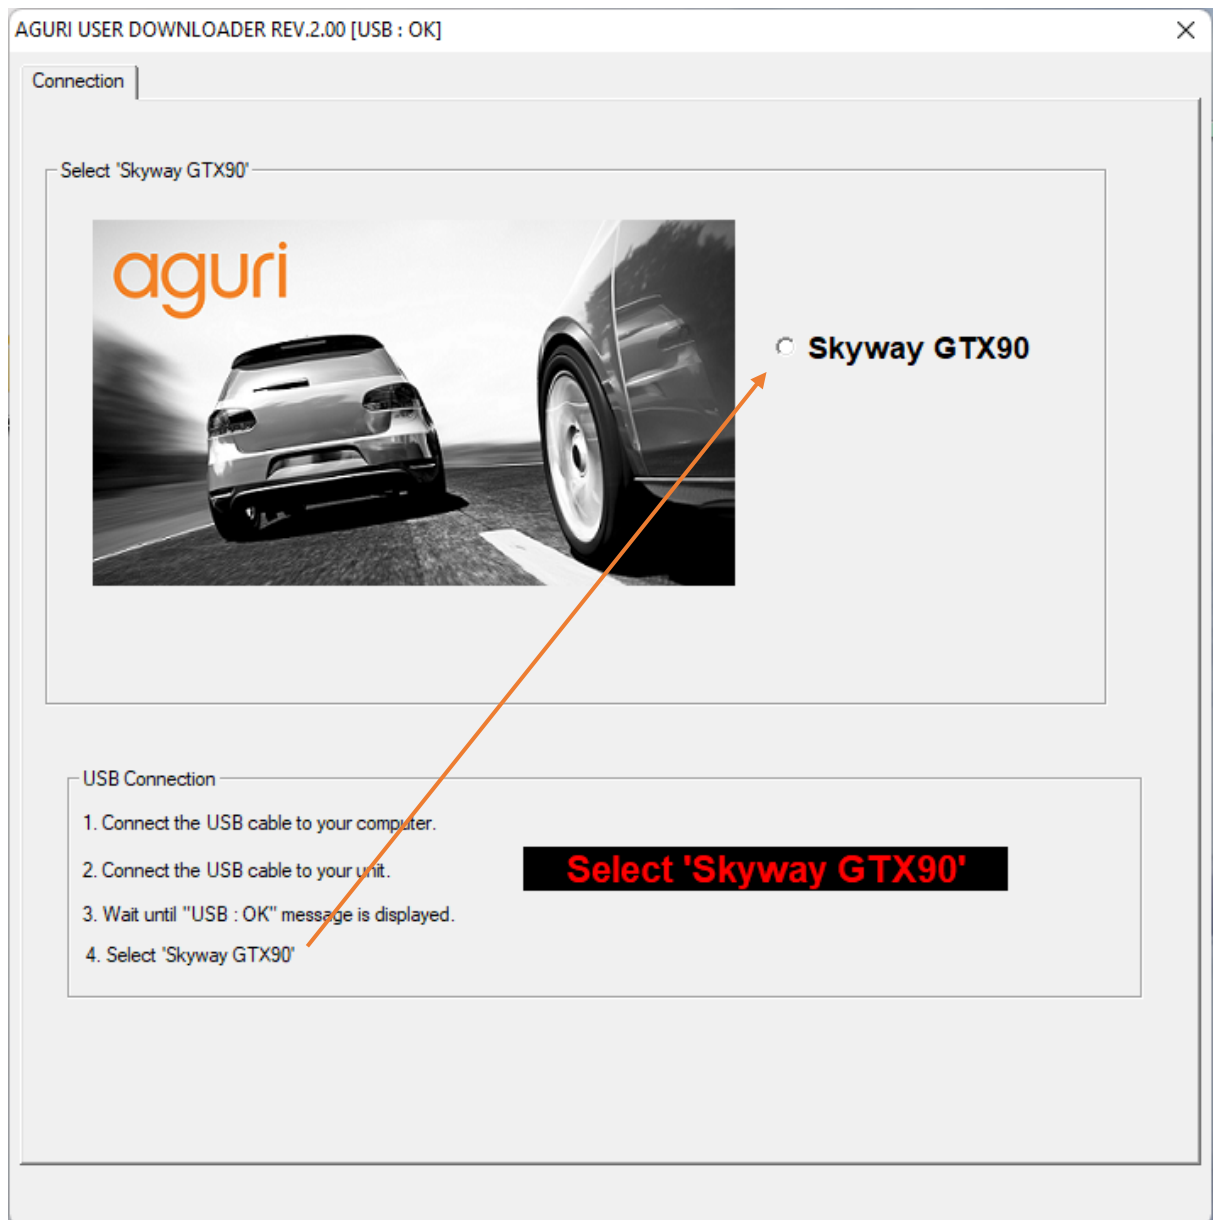 AGURI USER DOWNLOADER REV.2.00 [USB : OK]
Connection
Select 'Skyway GTX90'
aguri
Skyway GTX90
USB Connection
1. Connect the USB cable to your computer.
2. Connect the USB cable to your unit.
Select 'Skyway GTX90'
3. Wait until "USB : OK" message is displayed.
4. Select 'Skyway GTX90'